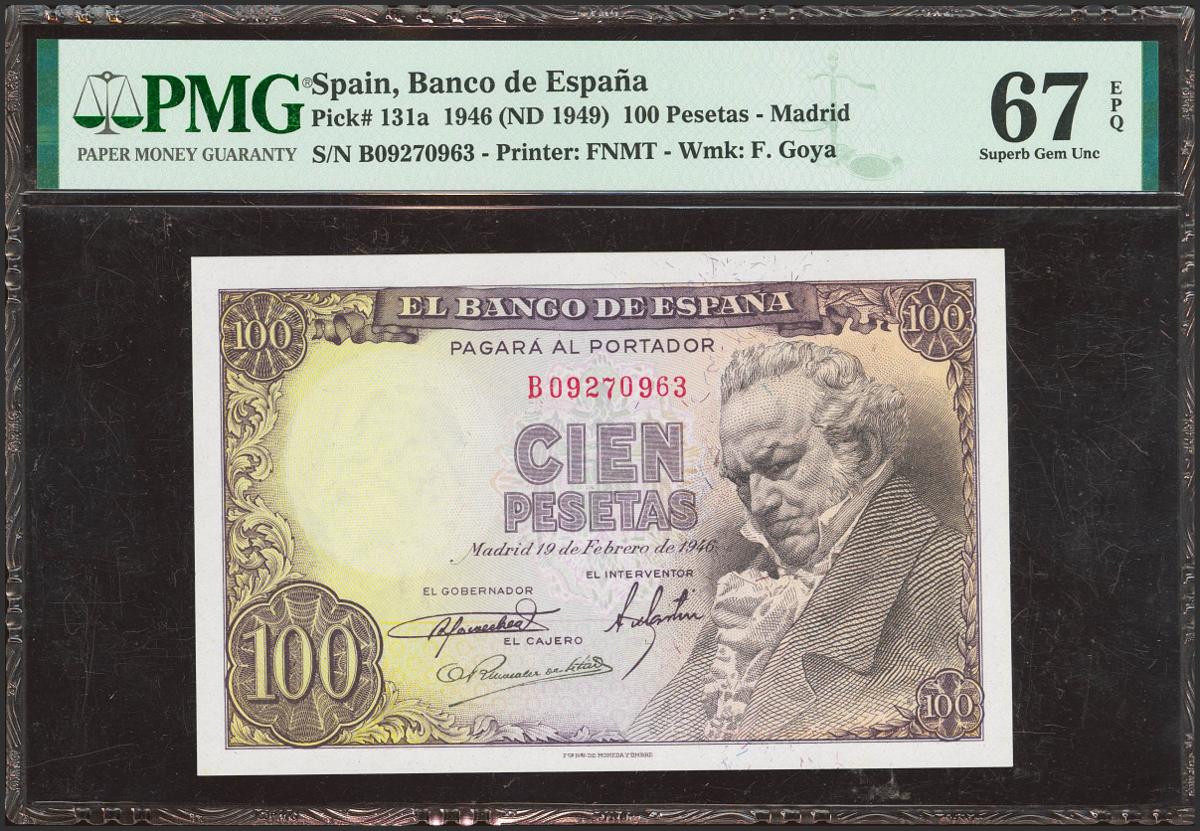 PMG®
PAPER MONEY GUARANTY
Spain, Banco de España
Pick# 131a 1946 (ND 1949) 100 Pesetas - Madrid
S/N B09270963 - Printer: FNMT - Wmk: F. Goya
67 EPQ
Superb Gem Unc
EL BANCO DE ESPAÑA
100
100
PAGARÁ AL PORTADOR
B09270963
CIEN
PESETAS
Madrid 19 de Febrero de 1946
EL INTERVENTOR
EL GOBERNADOR
EL CAJERO
100
100